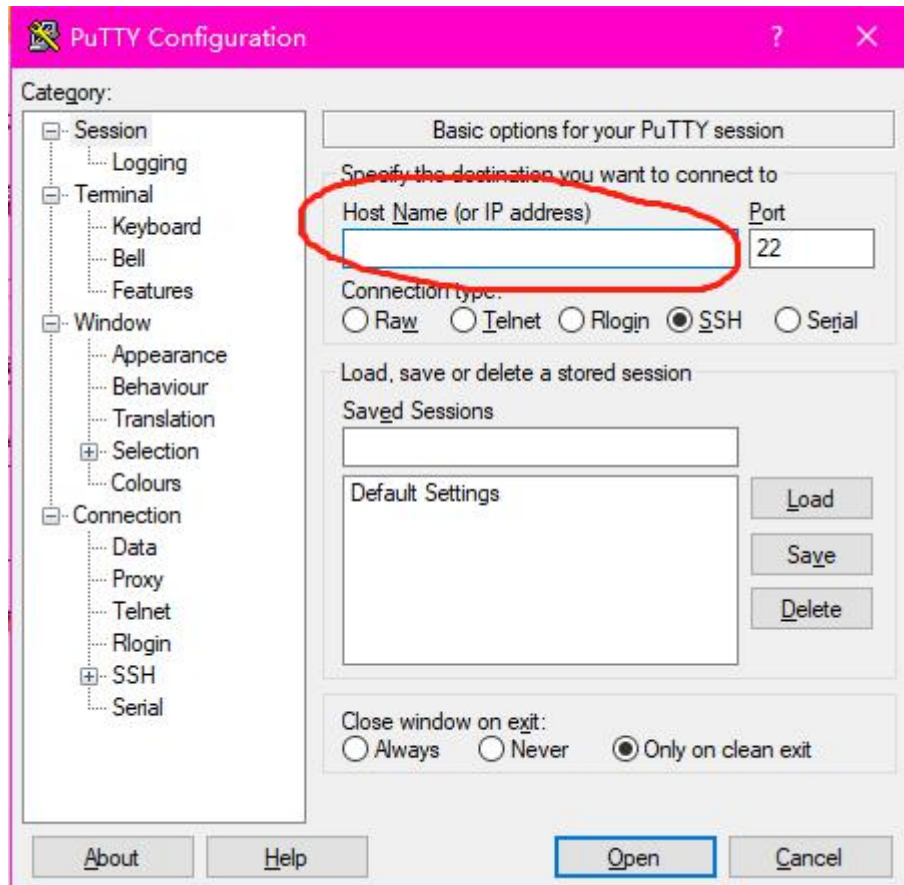 PuTTY Configuration
Category:
Session
Logging
Terminal
Keyboard
Bell
Features
Window
Appearance
Behaviour
Translation
Selection
Colours
Connection
Data
Proxy
Telnet
Rlogin
SSH
Serial
Basic options for your PuTTY session
Specify the destination you want to connect to
Host Name (or IP address) Port
22
Connection type:
Raw Telnet Rlogin SSH Serial
Load, save or delete a stored session
Saved Sessions
Default Settings
Load
Save
Delete
Close window on exit:
Always Never Only on clean exit
About Help Open Cancel